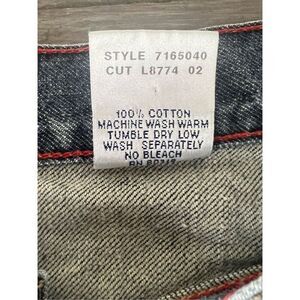 STYLE 7165040
CUT L8774 02
100% COTTON
MACHINE WASH WARM
TUMBLE DRY LOW
WASH SEPARATELY
NO BLEACH